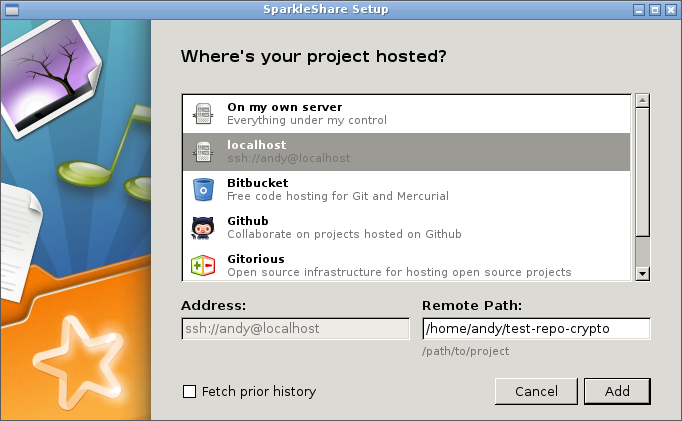 SparkleShare Setup
Where's your project hosted?
On my own server
Everything under my control
localhost
ssh://andy@localhost
Bitbucket
Free code hosting for Git and Mercurial
Github
Collaborate on projects hosted on Github
Gitorious
Open source infrastructure for hosting open source projects
Address:
Remote Path:
ssh://andy@localhost
/home/andy/test-repo-crypto
/path/to/project
Fetch prior history
Cancel
Add